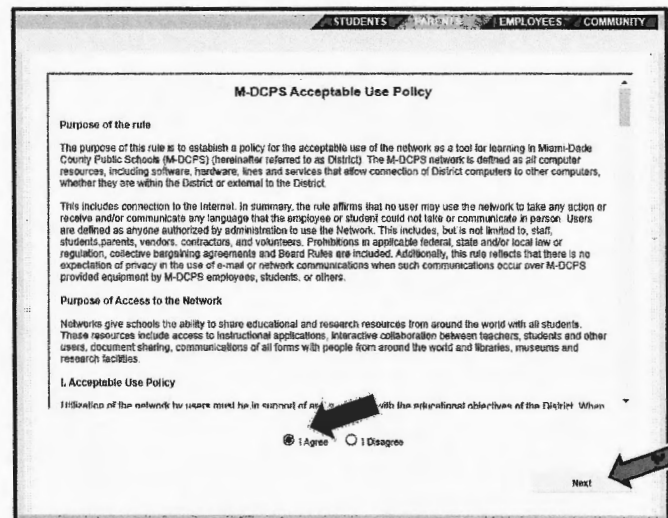 STUDENTS PARENTS EMPLOYEES COMMUNITY
M-DCPS Acceptable Use Policy
Purpose of the rule
The purpose of this rule is to establish a policy for the acceptable use of the network as a tool for learning in Miami-Dade
County Public Schools (M-DCPS) (hereinafter referred to as District). The M-DCPS network is defined as all computer
resources, including software, hardware, lines and services that allow connection of District computers to other computers,
whether they are within the District or external to the District.
This includes connection to the Internet. In summary, the rule affirms that no user may use the network to take any action or
receive and/or communicate any language that the employee or student could not take or communicate in person. Users
are defined as anyone authorized by administration to use the Network. This includes, but is not limited to, staff,
students,parents, vendors, contractors, and volunteers. Prohibitions in applicable federal, state and/or local law or
regulation, collective bargaining agreements and Board Rules are included. Additionally, this rule reflects that there is no
expectation of privacy in the use of e-mail or network communications when such communications occur over M-DCPS
provided equipment by M-DCPS employees, students, or others.
Purpose of Access to the Network
Networks give schools the ability to share educational and research resources from around the world with all students.
These resources include access to instructional applications, interactive collaboration between teachers, students and other
users, document sharing, communications of all forms with people from around the world and libraries, museums and
research facilities.
I. Acceptable Use Policy
Utilization of the network by users must be in support of with the educational objectives of the District. When
I Agree I Disagree
Next